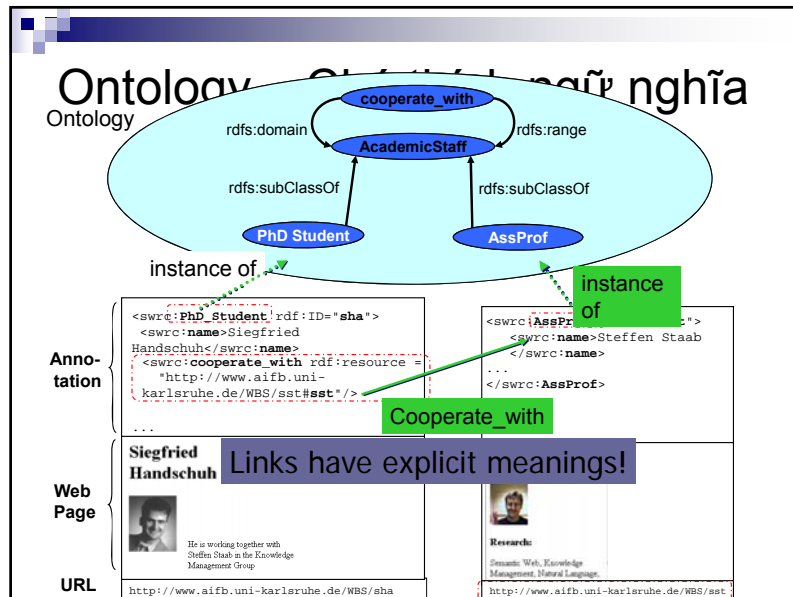 Ontology ngữ nghĩa
Ontology
cooperate_with
rdfs:domain
rdfs:range
AcademicStaff
rdfs:subClassOf
rdfs:subClassOf
PhD Student
AssProf
instance of
instance
of
Anno-
tation
<swrc:PhD_Student rdf:ID="sha">
<swrc:name>Siegfried
Handschuh</swrc:name>
<swrc:cooperate_with rdf:resource =
"http://www.aifb.uni-
karlsruhe.de/WBS/sst#sst"/>
...
<swrc:AssPr t">
<swrc:name>Steffen Staab
</swrc:name>
...
</swrc:AssProf>
Cooperate_with
Links have explicit meanings!
Web
Page
Siegfried
Handschuh
He is working together with
Steffen Staab in the Knowledge
Management Group
Research:
Semantic Web, Knowledge
Management, Natural Language,
URL
http://www.aifb.uni-karlsruhe.de/WBS/sha
http://www.aifb.uni-karlsruhe.de/WBS/sst